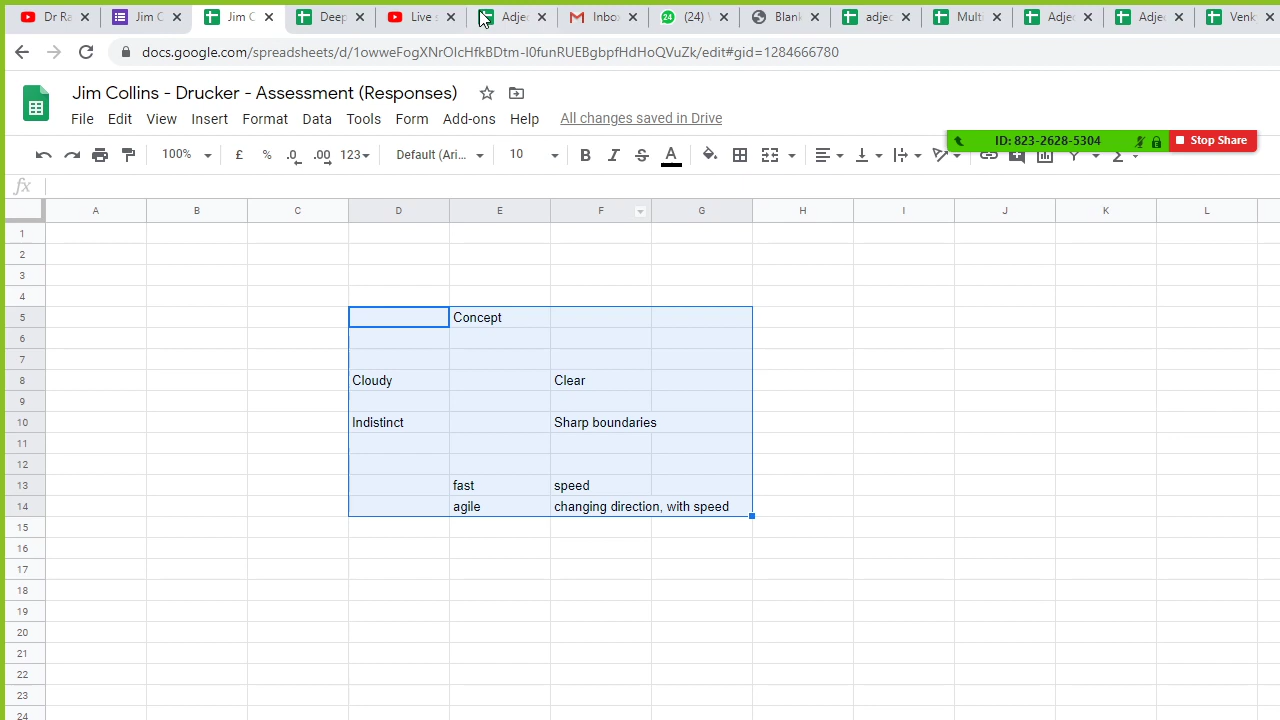 Dr Ra Jim C Jim C Deep Live s Adje Inbo (24) Blank adjec Multi Adje Adje Venk
docs.google.com/spreadsheets/d/1owweFogXNrOlcHfkBDtm-I0funRUEBgbpfHdHoQVuZk/edit#gid=1284666780
Jim Collins - Drucker - Assessment (Responses)
File Edit View Insert Format Data Tools Form Add-ons Help All changes saved in Drive
ID: 823-2628-5304 Stop Share
100% £ % .0 .00 123 Default (Ari... 10 B I S A
fx
A B C D E F G H I J K L
1
2
3
4
5 Concept
6
7
8 Cloudy Clear
9
10 Indistinct Sharp boundaries
11
12
13 fast speed
14 agile changing direction, with speed
15
16
17
18
19
20
21
22
23
24